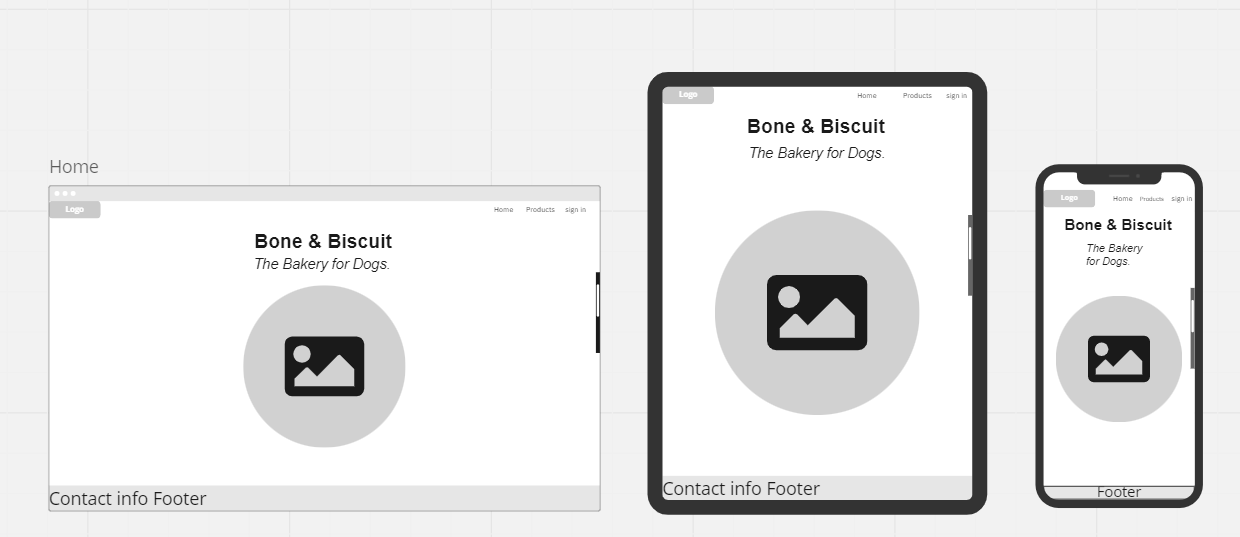 Home
Logo
Home Products sign in
Bone & Biscuit
The Bakery for Dogs.
Contact info Footer
Logo
Home Products sign in
Bone & Biscuit
The Bakery for Dogs.
Contact info Footer
Logo
Home Products sign in
Bone & Biscuit
The Bakery
for Dogs.
Footer